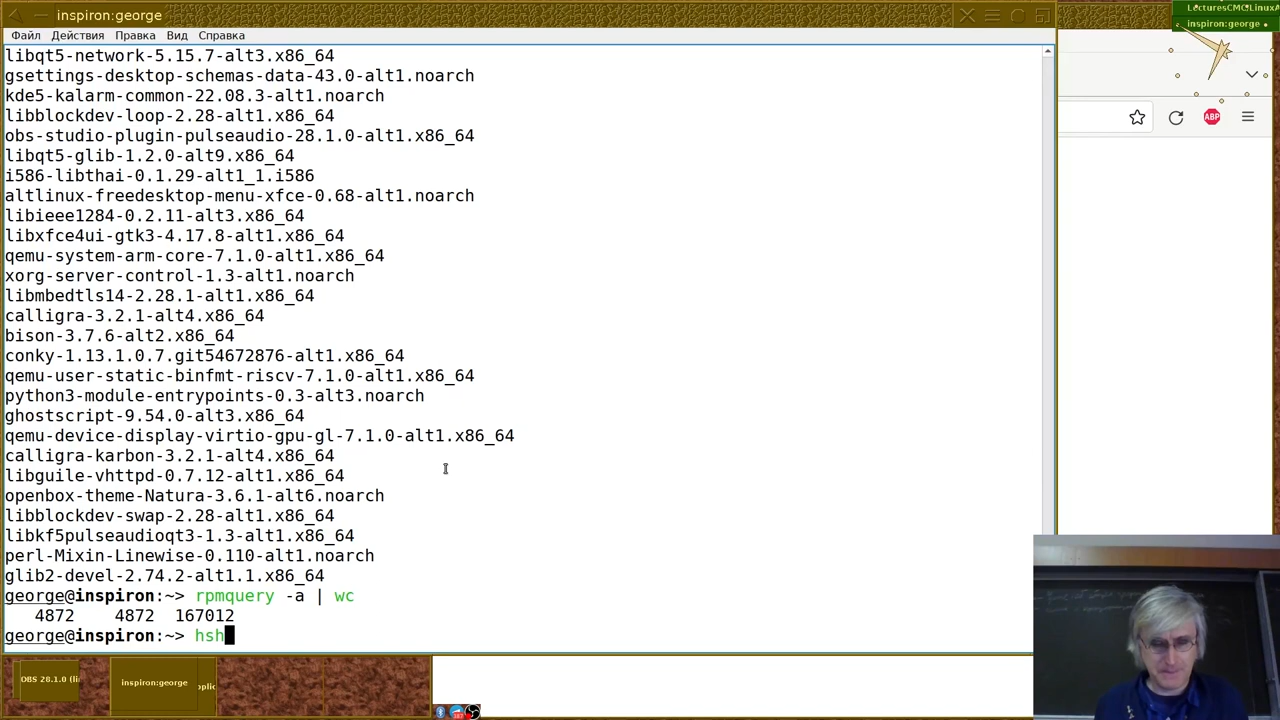 inspiron:george
LecturesCMC/LinuxA
inspiron:george
Файл Действия Правка Справка
libqt5-network-5.15.7-alt3.x86_64
gsettings-desktop-schemas-data-43.0-alt1.noarch
kde5-kalarm-common-22.08.3-alt1.noarch
libblockdev-loop-2.28-alt1.x86_64
obs-studio-plugin-pulseaudio-28.1.0-alt1.x86_64
libqt5-glib-1.2.0-alt9.x86_64
i586-libthai-0.1.29-alt1_1.i586
altlinux-freedesktop-menu-xfce-0.68-alt1.noarch
libieee1284-0.2.11-alt3.x86_64
libxfce4ui-gtk3-4.17.8-alt1.x86_64
qemu-system-arm-core-7.1.0-alt1.x86_64
xorg-server-control-1.3-alt1.noarch
libmbedtls14-2.28.1-alt1.x86_64
calligra-3.2.1-alt4.x86_64
bison-3.7.6-alt2.x86_64
conky-1.13.1.0.7.git54672876-alt1.x86_64
qemu-user-static-binfmt-riscv-7.1.0-alt1.x86_64
python3-module-entrypoints-0.3-alt3.noarch
ghostscript-9.54.0-alt3.x86_64
qemu-device-display-virtio-gpu-gl-7.1.0-alt1.x86_64
calligra-karbon-3.2.1-alt4.x86_64
libguile-vhttpd-0.7.12-alt1.x86_64
openbox-theme-Natura-3.6.1-alt6.noarch
libblockdev-swap-2.28-alt1.x86_64
libkf5pulseaudioqt3-1.3-alt1.x86_64
perl-Mixin-Linewise-0.110-alt1.noarch
glib2-devel-2.74.2-alt1.1.x86_64
george@inspiron:~> rpmquery -a | wc
4872 4872 167012
george@inspiron:~> hsh
ABP
OBS 28.1.0 (li
inspiron:george
plic